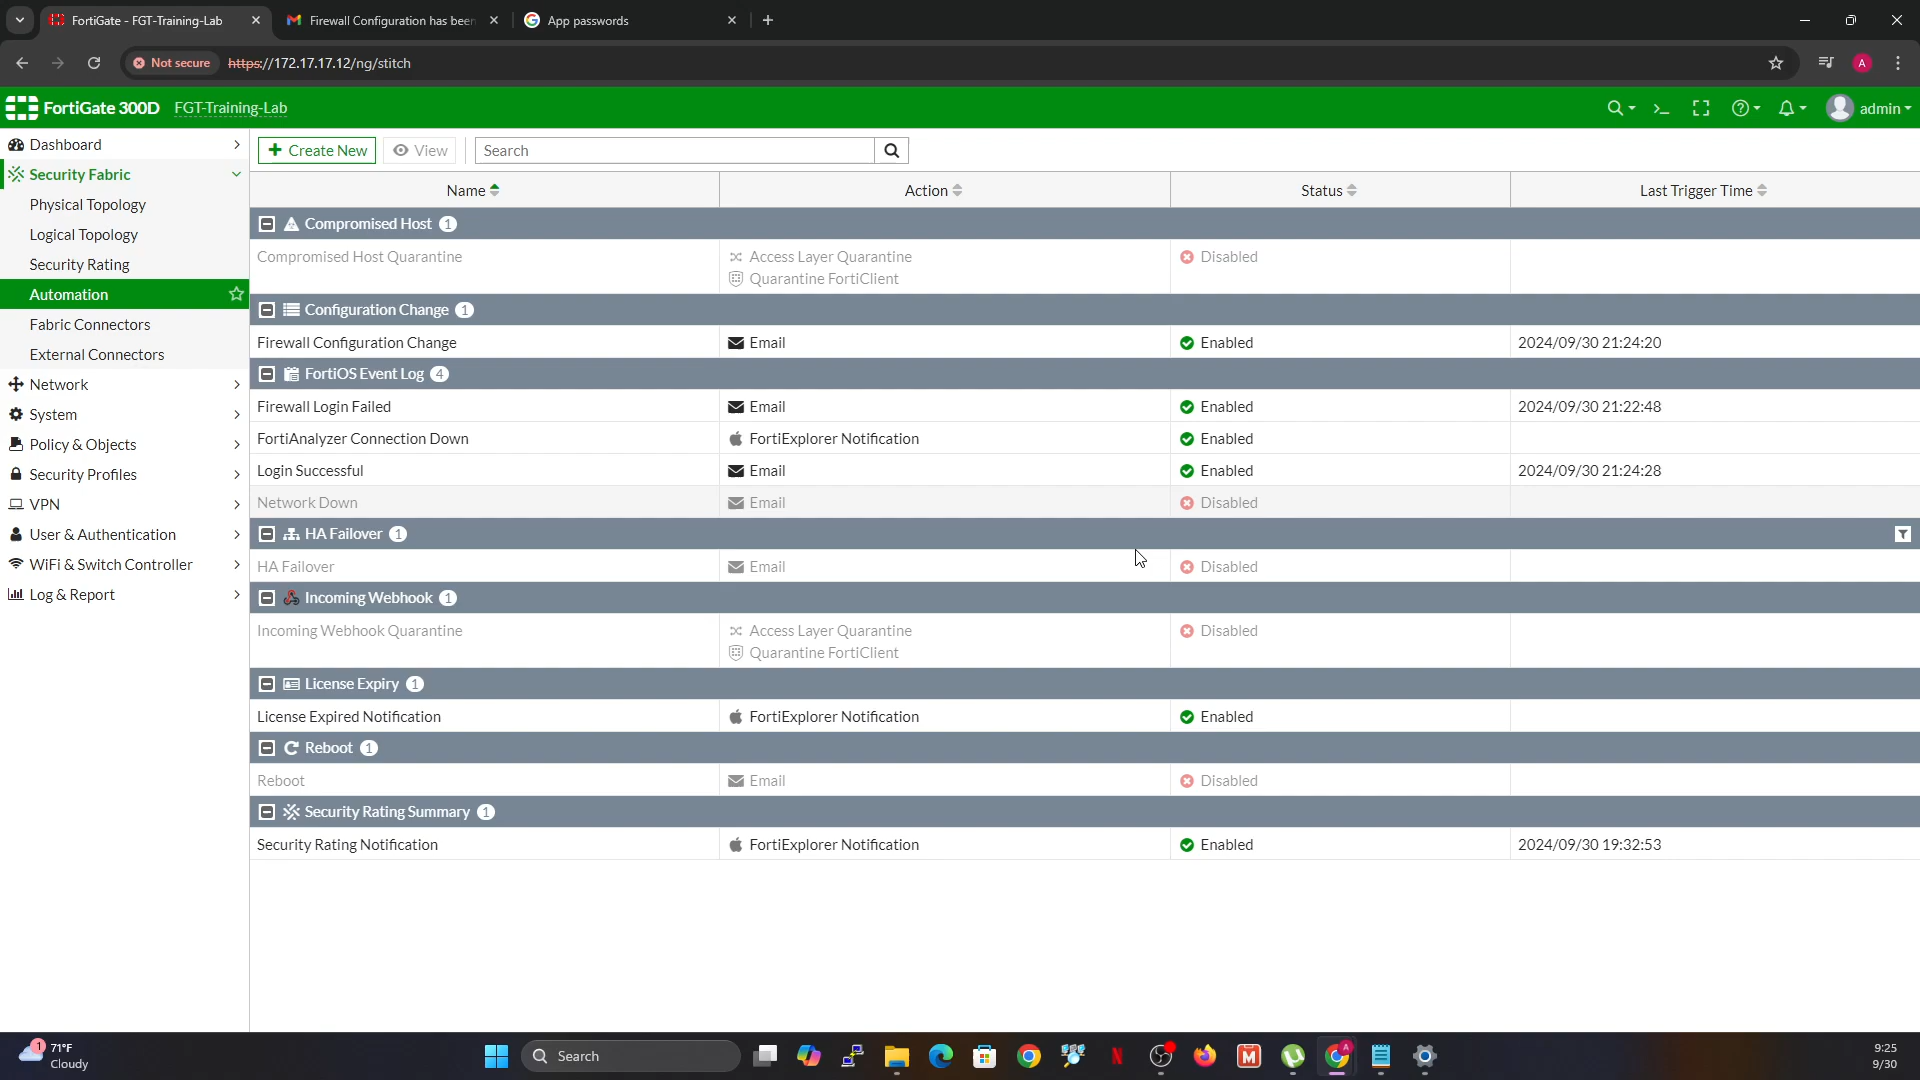 FortiGate - FGT-Training-Lab
Firewall Configuration has been
App passwords
Not secure https://172.17.17.12/ng/stitch
A
FortiGate 300D FGT-Training-Lab
admin
Dashboard
Security Fabric
Physical Topology
Logical Topology
Security Rating
Automation
Fabric Connectors
External Connectors
Network
System
Policy & Objects
Security Profiles
VPN
User & Authentication
WiFi & Switch Controller
Log & Report
Create New View Search
Name Action Status Last Trigger Time
Compromised Host 1
Compromised Host Quarantine Access Layer Quarantine Disabled
Quarantine FortiClient
Configuration Change 1
Firewall Configuration Change Email Enabled 2024/09/30 21:24:20
FortiOS Event Log 4
Firewall Login Failed Email Enabled 2024/09/30 21:22:48
FortiAnalyzer Connection Down FortiExplorer Notification Enabled
Login Successful Email Enabled 2024/09/30 21:24:28
Network Down Email Disabled
HA Failover 1
HA Failover Email Disabled
Incoming Webhook 1
Incoming Webhook Quarantine Access Layer Quarantine Disabled
Quarantine FortiClient
License Expiry 1
License Expired Notification FortiExplorer Notification Enabled
Reboot 1
Reboot Email Disabled
Security Rating Summary 1
Security Rating Notification FortiExplorer Notification Enabled 2024/09/30 19:32:53
1
71°F
Cloudy
Search
N
M
A
9:25
9/30